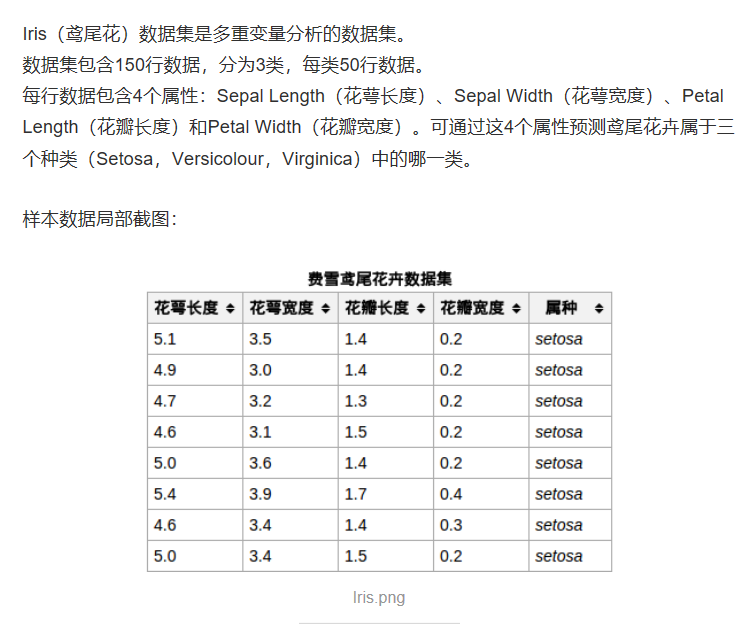 Iris（鸢尾花）数据集是多重变量分析的数据集。
数据集包含150行数据，分为3类，每类50行数据。
每行数据包含4个属性：Sepal Length（花萼长度）、Sepal Width（花萼宽度）、Petal
Length（花瓣长度）和Petal Width（花瓣宽度）。可通过这4个属性预测鸢尾花卉属于三
个种类（Setosa，Versicolour，Virginica）中的哪一类。
样本数据局部截图：
费雪鸢尾花卉数据集
花萼长度 花萼宽度 花瓣长度 花瓣宽度 属种
5.1 3.5 1.4 0.2 setosa
4.9 3.0 1.4 0.2 setosa
4.7 3.2 1.3 0.2 setosa
4.6 3.1 1.5 0.2 setosa
5.0 3.6 1.4 0.2 setosa
5.4 3.9 1.7 0.4 setosa
4.6 3.4 1.4 0.3 setosa
5.0 3.4 1.5 0.2 setosa
Iris.png